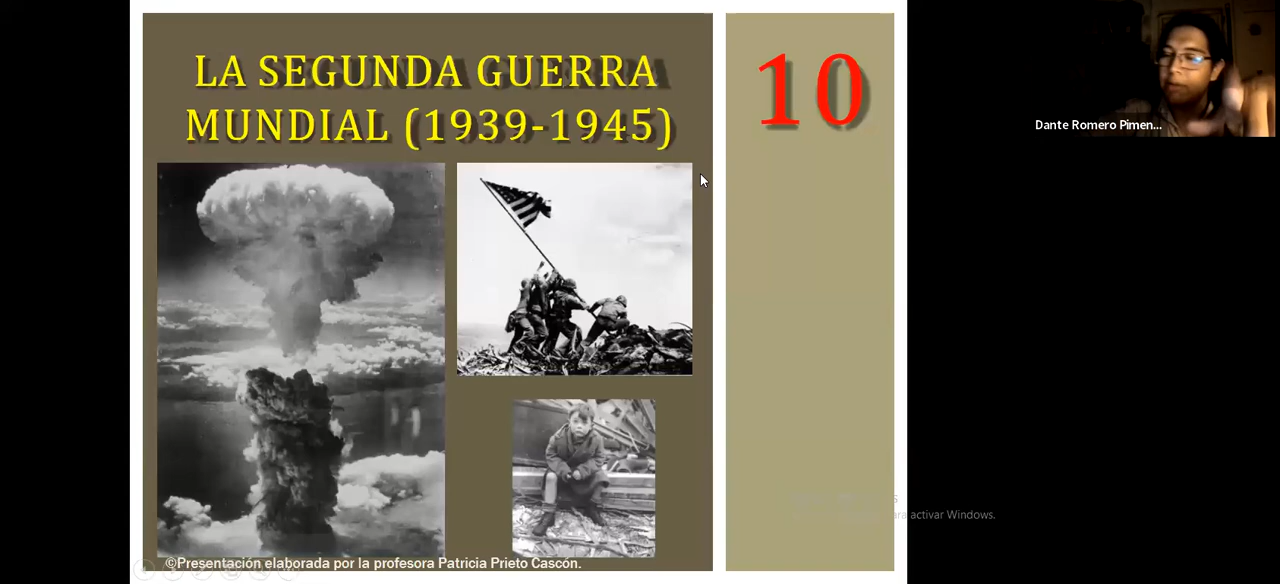 LA SEGUNDA GUERRA
MUNDIAL (1939-1945)
10
Dante Romero Pimen...
activar Windows.
©Presentación elaborada por la profesora Patricia Prieto Cascón.